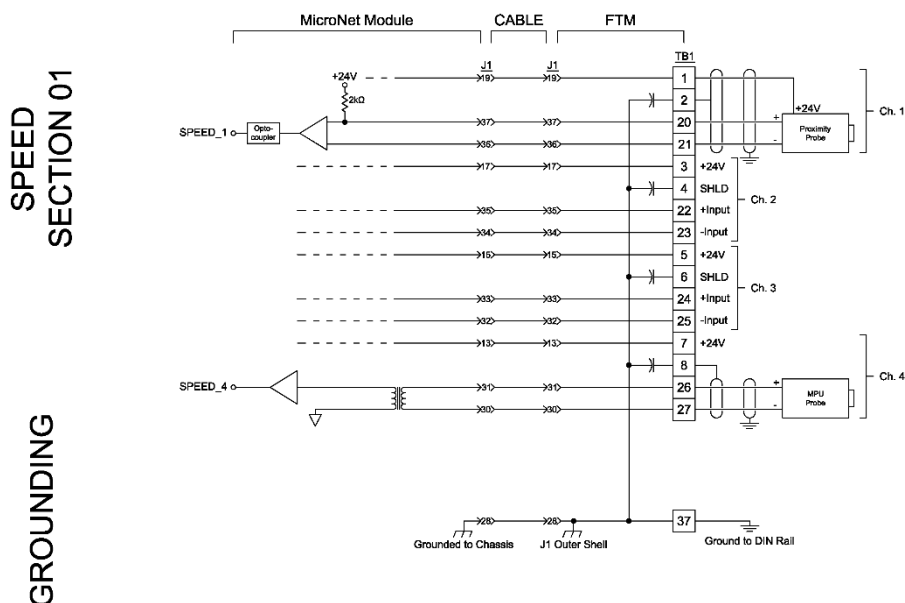 MicroNet Module CABLE FTM
SPEED
SECTION 01
GROUNDING
J1 J1 TB1
+24V 19 19 1
2kΩ
2 +24V
SPEED_1 Opto-coupler 37 37 20 + Proximity Probe Ch. 1
36 36 21 -
17 17 3 +24V
4 SHLD Ch. 2
35 35 22 +Input
34 34 23 -Input
15 15 5 +24V
6 SHLD Ch. 3
33 33 24 +Input
32 32 25 -Input
13 13 7 +24V
8 Ch. 4
SPEED_4 31 31 26 + MPU Probe
30 30 27 -
28 28 37
Grounded to Chassis J1 Outer Shell Ground to DIN Rail